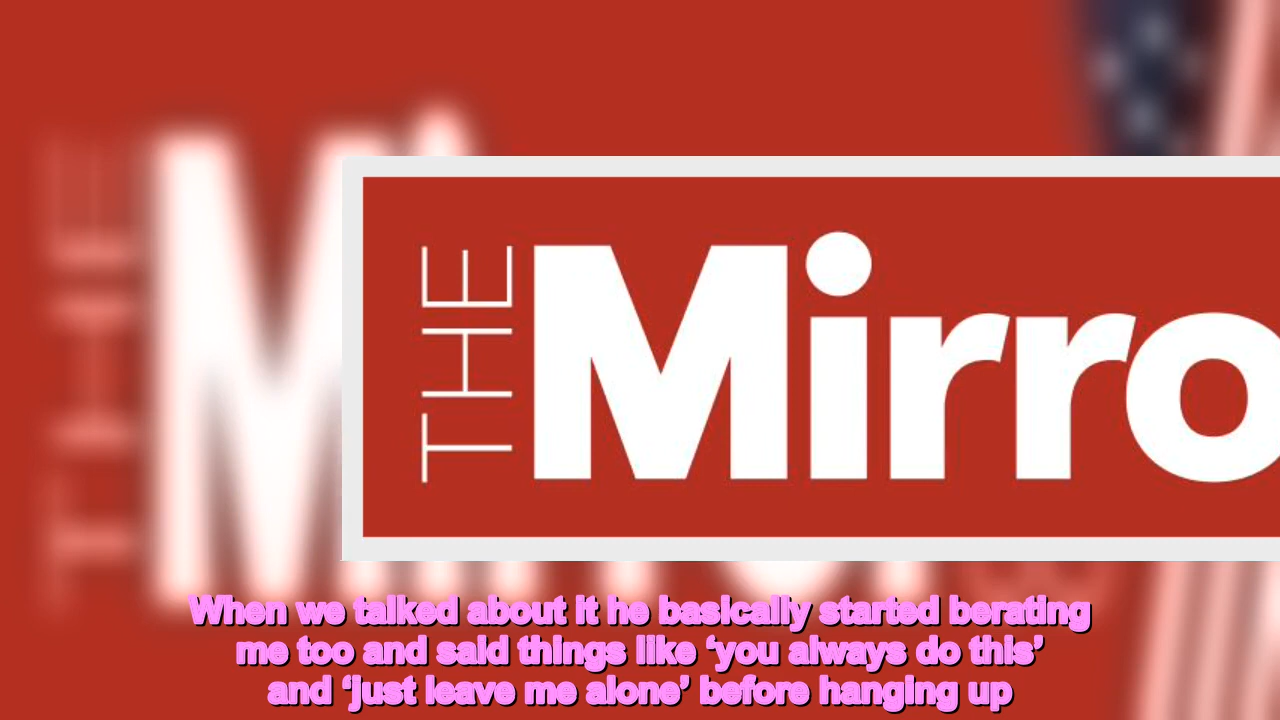 THE Mirro
When we talked about it he basically started berating
me too and said things like ‘you always do this’
and ‘just leave me alone’ before hanging up